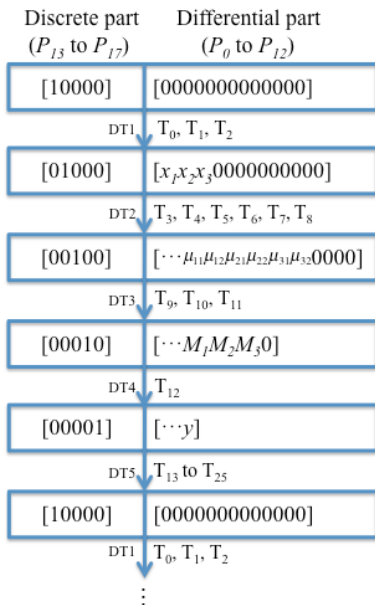 Discrete part Differential part
(P13 to P17) (P0 to P12)
[10000] [0000000000000]
DT1 T0, T1, T2
[01000] [x1x2x30000000000]
DT2 T3, T4, T5, T6, T7, T8
[00100] [···μ11μ12μ21μ22μ31μ320000]
DT3 T9, T10, T11
[00010] [···M1M2M30]
DT4 T12
[00001] [···y]
DT5 T13 to T25
[10000] [0000000000000]
DT1 T0, T1, T2
⋮